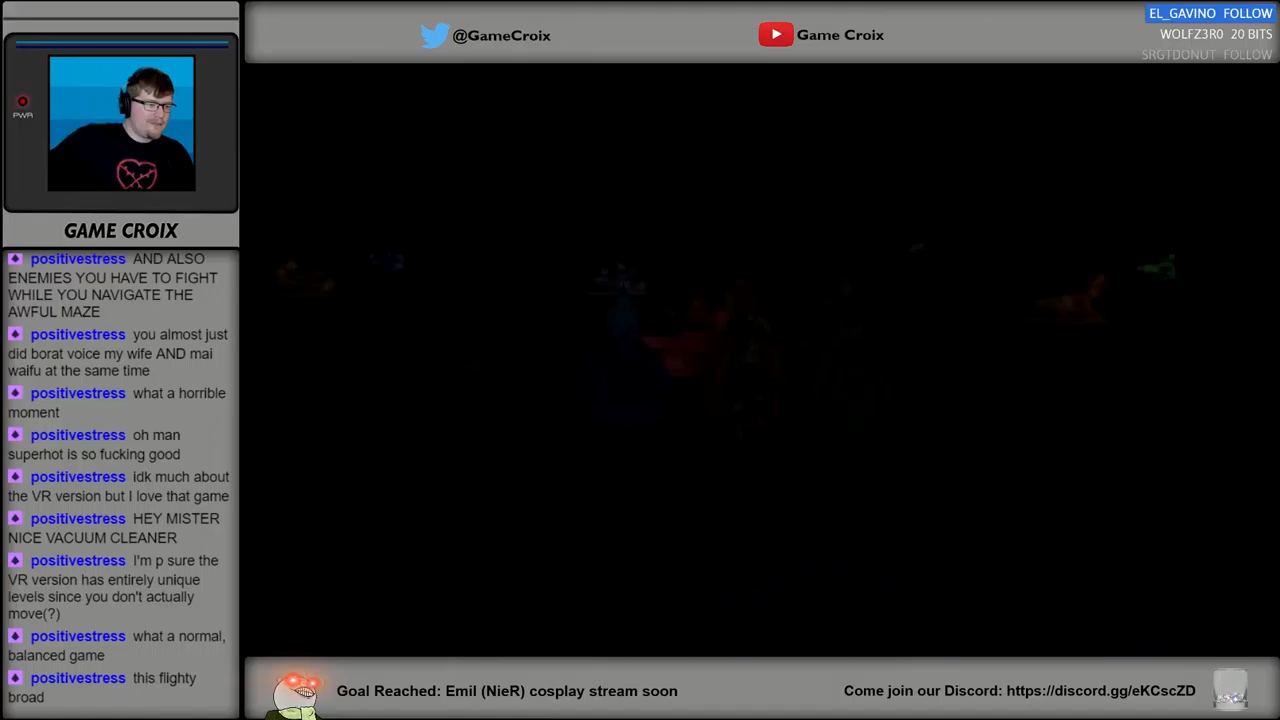 @GameCroix
Game Croix
EL_GAVINO FOLLOW
WOLFZ3R0 20 BITS
SRGTDONUT FOLLOW
PWR
GAME CROIX
positivestress AND ALSO
ENEMIES YOU HAVE TO FIGHT
WHILE YOU NAVIGATE THE
AWFUL MAZE
positivestress you almost just
did borat voice my wife AND mai
waifu at the same time
positivestress what a horrible
moment
positivestress oh man
superhot is so fucking good
positivestress idk much about
the VR version but I love that game
positivestress HEY MISTER
NICE VACUUM CLEANER
positivestress I'm p sure the
VR version has entirely unique
levels since you don't actually
move(?)
positivestress what a normal,
balanced game
positivestress this flighty
broad
Goal Reached: Emil (NieR) cosplay stream soon
Come join our Discord: https://discord.gg/eKCscZD